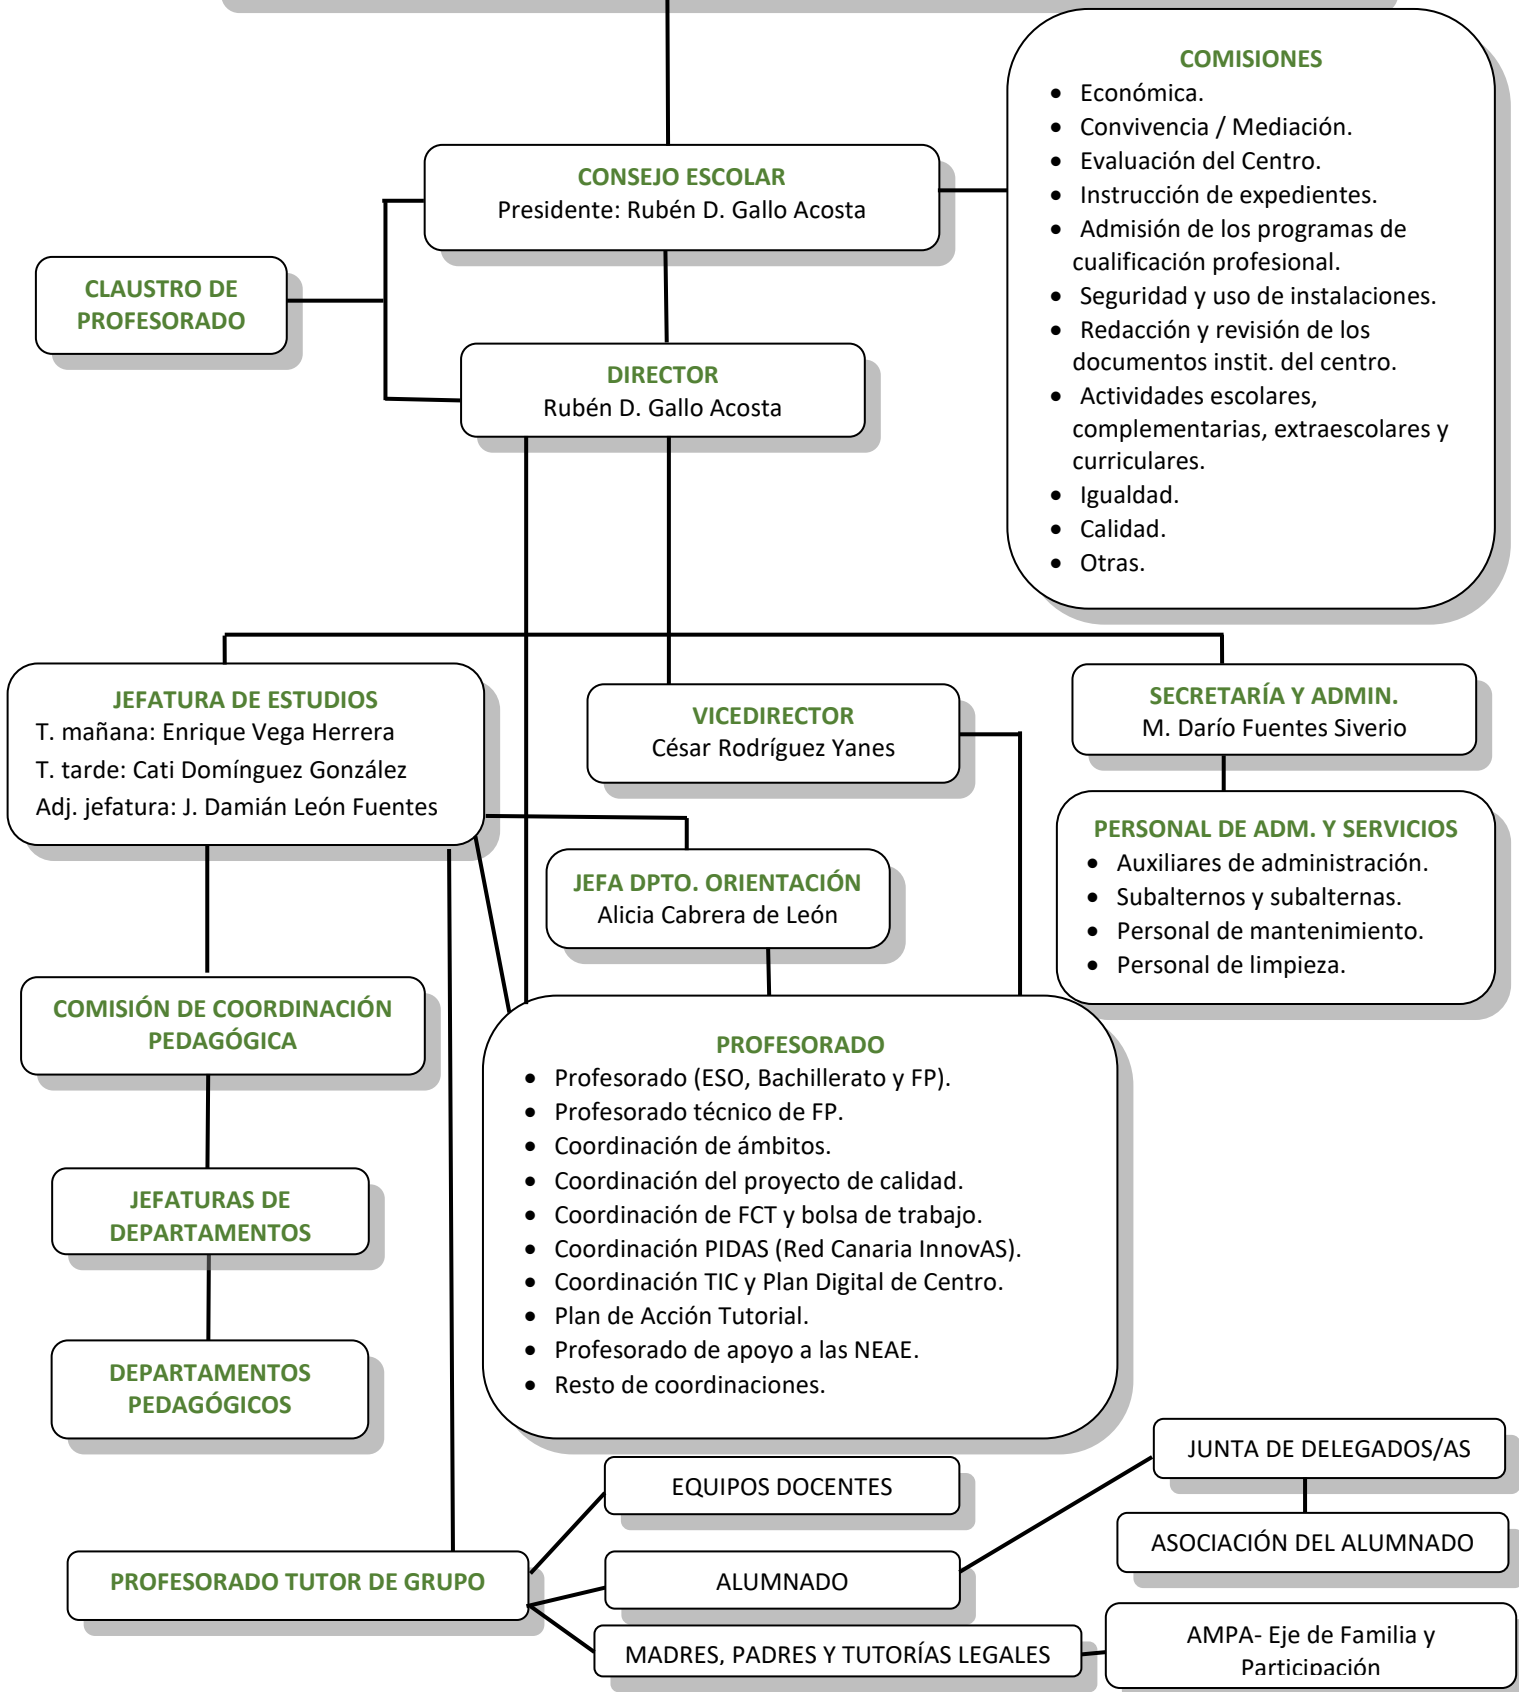 COMISIONES
• Económica.
• Convivencia / Mediación.
• Evaluación del Centro.
• Instrucción de expedientes.
• Admisión de los programas de
cualificación profesional.
• Seguridad y uso de instalaciones.
• Redacción y revisión de los
documentos instit. del centro.
• Actividades escolares,
complementarias, extraescolares y
curriculares.
• Igualdad.
• Calidad.
• Otras.
CONSEJO ESCOLAR
Presidente: Rubén D. Gallo Acosta
CLAUSTRO DE
PROFESORADO
DIRECTOR
Rubén D. Gallo Acosta
JEFATURA DE ESTUDIOS
T. mañana: Enrique Vega Herrera
T. tarde: Cati Domínguez González
Adj. jefatura: J. Damián León Fuentes
VICEDIRECTOR
César Rodríguez Yanes
SECRETARÍA Y ADMIN.
M. Darío Fuentes Siverio
PERSONAL DE ADM. Y SERVICIOS
• Auxiliares de administración.
• Subalternos y subalternas.
• Personal de mantenimiento.
• Personal de limpieza.
JEFA DPTO. ORIENTACIÓN
Alicia Cabrera de León
COMISIÓN DE COORDINACIÓN
PEDAGÓGICA
JEFATURAS DE
DEPARTAMENTOS
DEPARTAMENTOS
PEDAGÓGICOS
PROFESORADO
• Profesorado (ESO, Bachillerato y FP).
• Profesorado técnico de FP.
• Coordinación de ámbitos.
• Coordinación del proyecto de calidad.
• Coordinación de FCT y bolsa de trabajo.
• Coordinación PIDAS (Red Canaria InnovAS).
• Coordinación TIC y Plan Digital de Centro.
• Plan de Acción Tutorial.
• Profesorado de apoyo a las NEAE.
• Resto de coordinaciones.
PROFESORADO TUTOR DE GRUPO
EQUIPOS DOCENTES
ALUMNADO
MADRES, PADRES Y TUTORÍAS LEGALES
JUNTA DE DELEGADOS/AS
ASOCIACIÓN DEL ALUMNADO
AMPA- Eje de Familia y
Participación